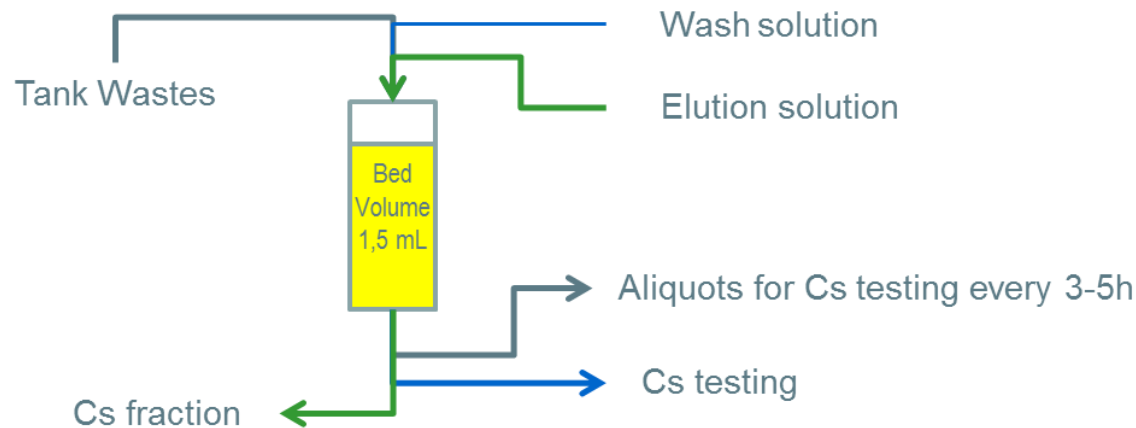 Wash solution
Tank Wastes
Elution solution
Bed
Volume
1,5 mL
Aliquots for Cs testing every 3-5h
Cs testing
Cs fraction